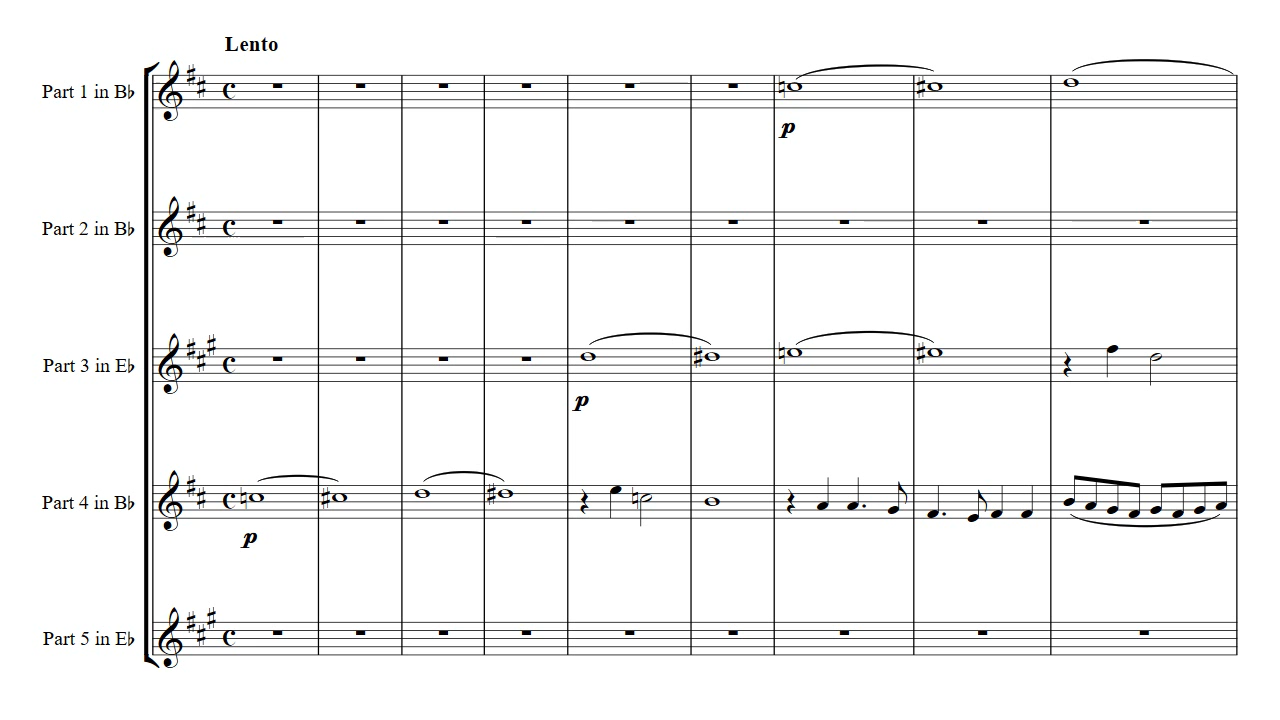 Lento
Part 1 in B♭
p
Part 2 in B♭
Part 3 in E♭
p
Part 4 in B♭
p
Part 5 in E♭